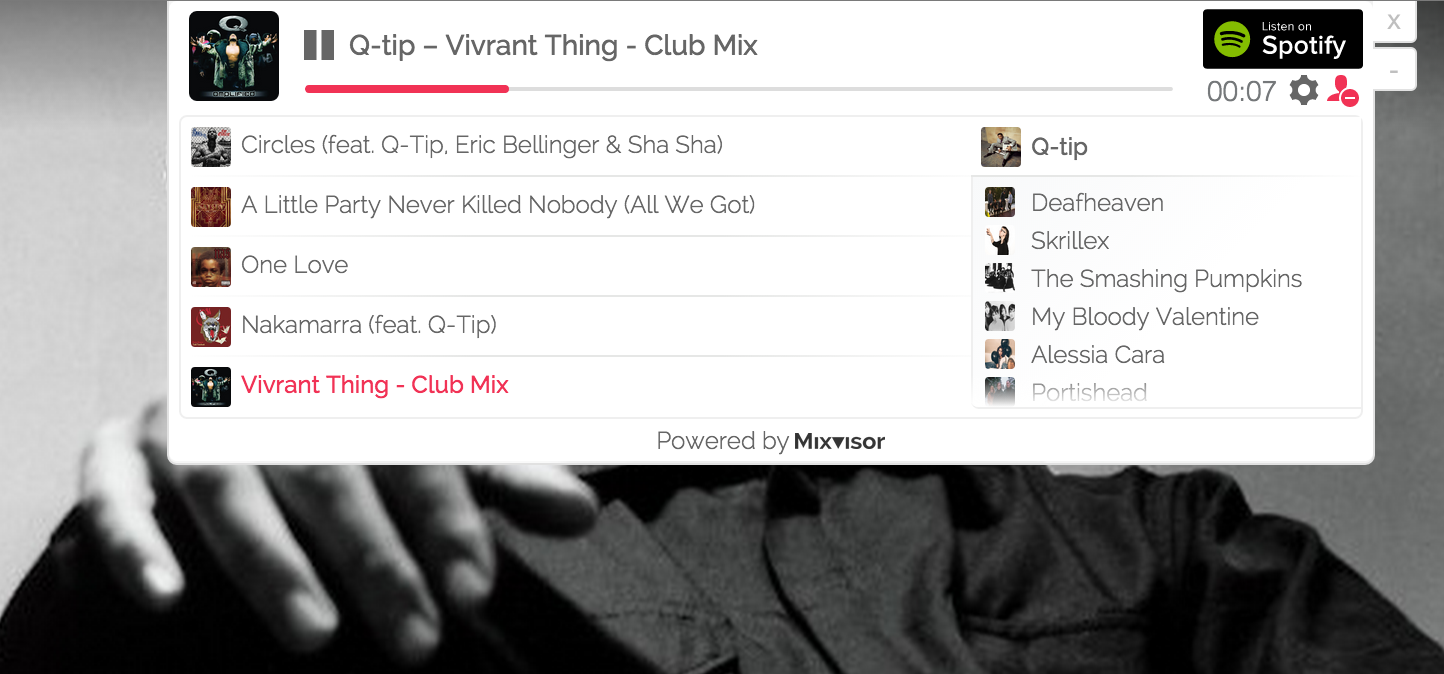 Q-tip – Vivrant Thing - Club Mix
Listen on
Spotify
x
-
00:07
Circles (feat. Q-Tip, Eric Bellinger & Sha Sha)
A Little Party Never Killed Nobody (All We Got)
One Love
Nakamarra (feat. Q-Tip)
Vivrant Thing - Club Mix
Q-tip
Deafheaven
Skrillex
The Smashing Pumpkins
My Bloody Valentine
Alessia Cara
Portishead
Powered by Mixvisor